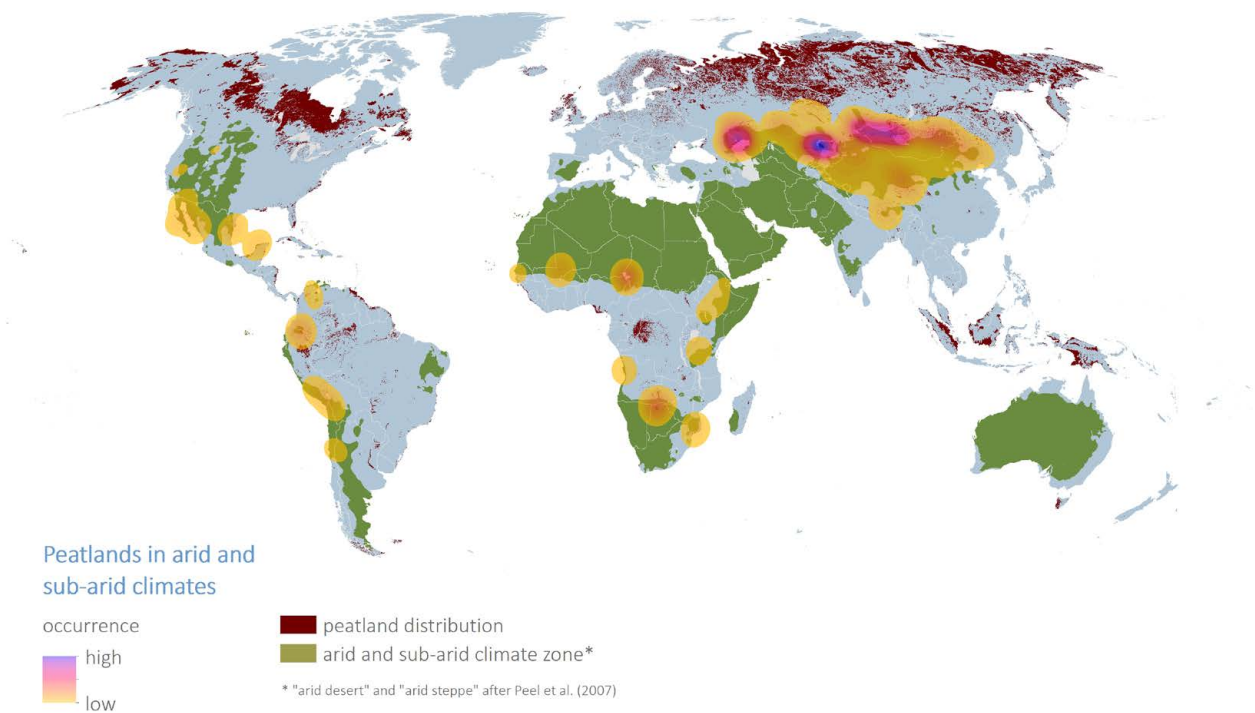 Peatlands in arid and
sub-arid climates
occurrence
high
low
peatland distribution
arid and sub-arid climate zone*
* "arid desert" and "arid steppe" after Peel et al. (2007)